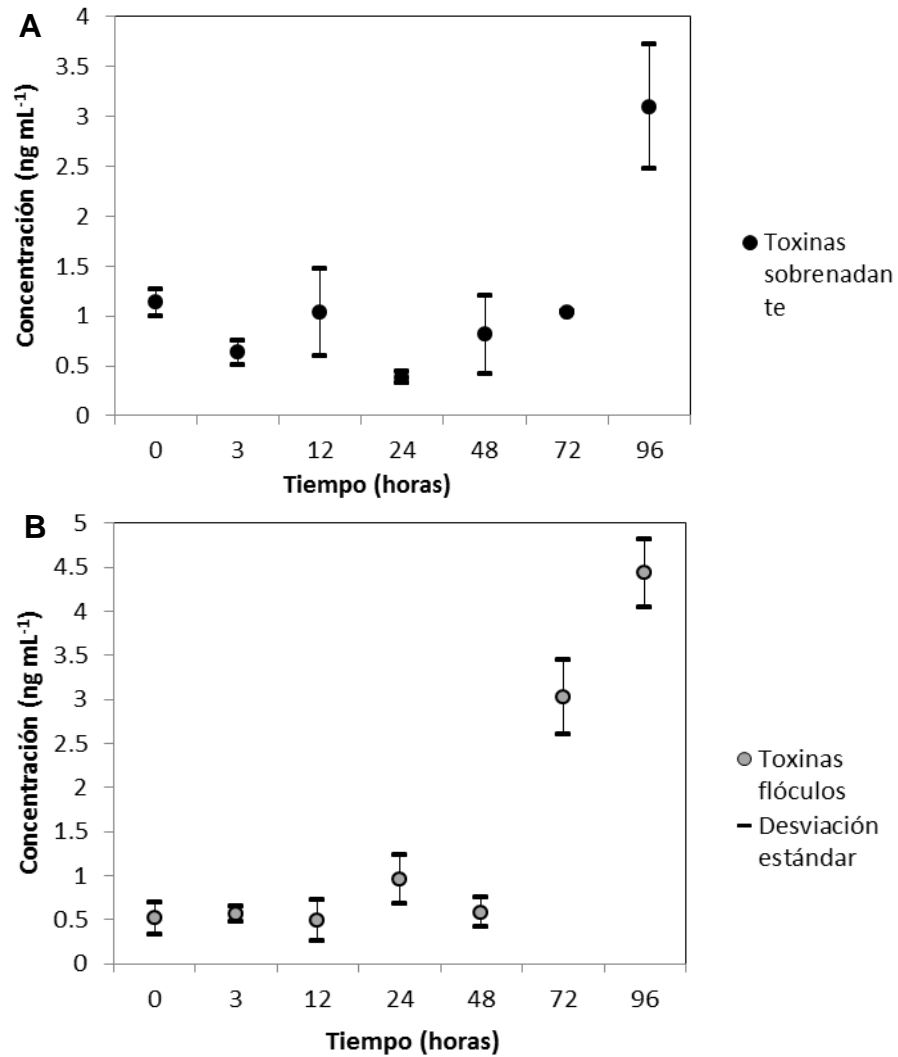 A
Concentración (ng mL-1)
4
3.5
3
2.5
2
1.5
1
0.5
0
0 3 12 24 48 72 96
Tiempo (horas)
Toxinas
sobrenadan
te
B
Concentración (ng mL-1)
5
4.5
4
3.5
3
2.5
2
1.5
1
0.5
0
0 3 12 24 48 72 96
Tiempo (horas)
Toxinas
flóculos
Desviación
estándar